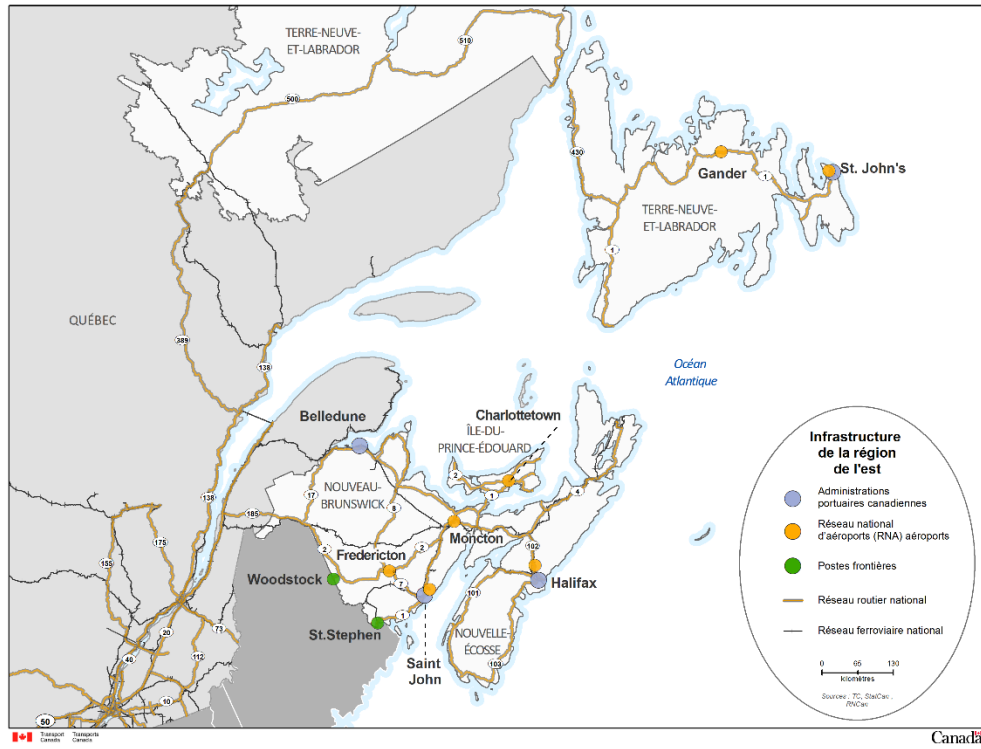 TERRE-NEUVE-
ET-LABRADOR
510
500
430
Gander
1
St. John's
TERRE-NEUVE-
ET-LABRADOR
1
QUÉBEC
389
138
Océan
Atlantique
Belledune
Charlottetown
ÎLE-DU-
PRINCE-ÉDOUARD
2
1
4
NOUVEAU-
BRUNSWICK
17
8
138
185
175
155
Moncton
102
Fredericton
2
2
Woodstock
7
Halifax
101
1
St.Stephen
NOUVELLE-
ÉCOSSE
103
Saint
John
20
73
40
112
10
50
Infrastructure
de la région
de l'est
Administrations
portuaires canadiennes
Réseau national
d'aéroports (RNA) aéroports
Postes frontières
Réseau routier national
Réseau ferroviaire national
0 65 130
kilomètres
Sources : TC, StatCan ,
RNCan
Transport Transports
Canada Canada
Canada